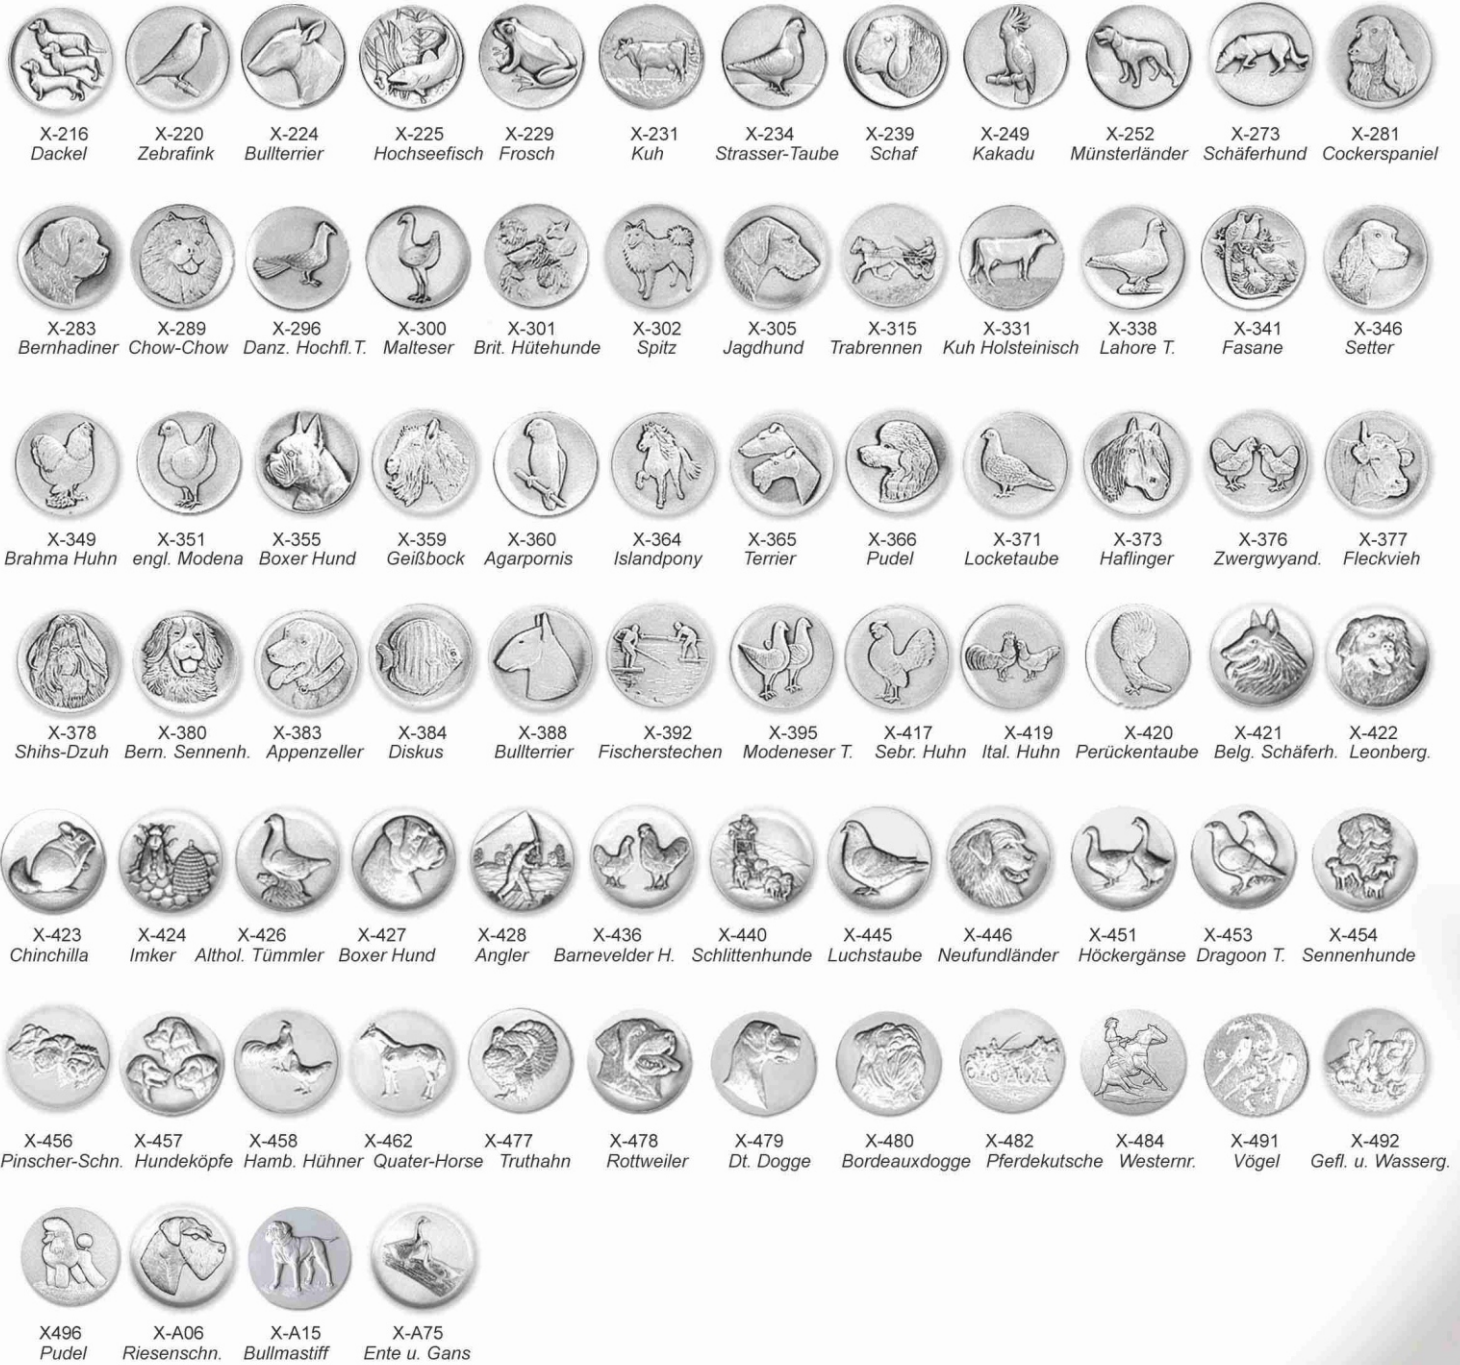 X-216 X-220 X-224 X-225 X-229 X-231 X-234 X-239 X-249 X-252 X-273 X-281
Dackel Zebrafink Bullterrier Hochseefisch Frosch Kuh Strasser-Taube Schaf Kakadu Münsterländer Schäferhund Cockerspaniel
X-283 X-289 X-296 X-300 X-301 X-302 X-305 X-315 X-331 X-338 X-341 X-346
Bernhadiner Chow-Chow Danz. Hochfl.T. Malteser Brit. Hütehunde Spitz Jagdhund Trabrennen Kuh Holsteinisch Lahore T. Fasane Setter
X-349 X-351 X-355 X-359 X-360 X-364 X-365 X-366 X-371 X-373 X-376 X-377
Brahma Huhn engl. Modena Boxer Hund Geißbock Agarpornis Islandpony Terrier Pudel Locketaube Haflinger Zwergwyand. Fleckvieh
X-378 X-380 X-383 X-384 X-388 X-392 X-395 X-417 X-419 X-420 X-421 X-422
Shihs-Dzuh Bern. Sennenh. Appenzeller Diskus Bullterrier Fischerstechen Modeneser T. Sebr. Huhn Ital. Huhn Perückentaube Belg. Schäferh. Leonberg.
X-423 X-424 X-426 X-427 X-428 X-436 X-440 X-445 X-446 X-451 X-453 X-454
Chinchilla Imker Althol. Tümmler Boxer Hund Angler Barnevelder H. Schlittenhunde Luchstaube Neufundländer Höckergänse Dragoon T. Sennenhunde
X-456 X-457 X-458 X-462 X-477 X-478 X-479 X-480 X-482 X-484 X-491 X-492
Pinscher-Schn. Hundeköpfe Hamb. Hühner Quater-Horse Truthahn Rottweiler Dt. Dogge Bordeauxdogge Pferdekutsche Westernr. Vögel Gefl. u. Wasserg.
X496 X-A06 X-A15 X-A75
Pudel Riesenschn. Bullmastiff Ente u. Gans